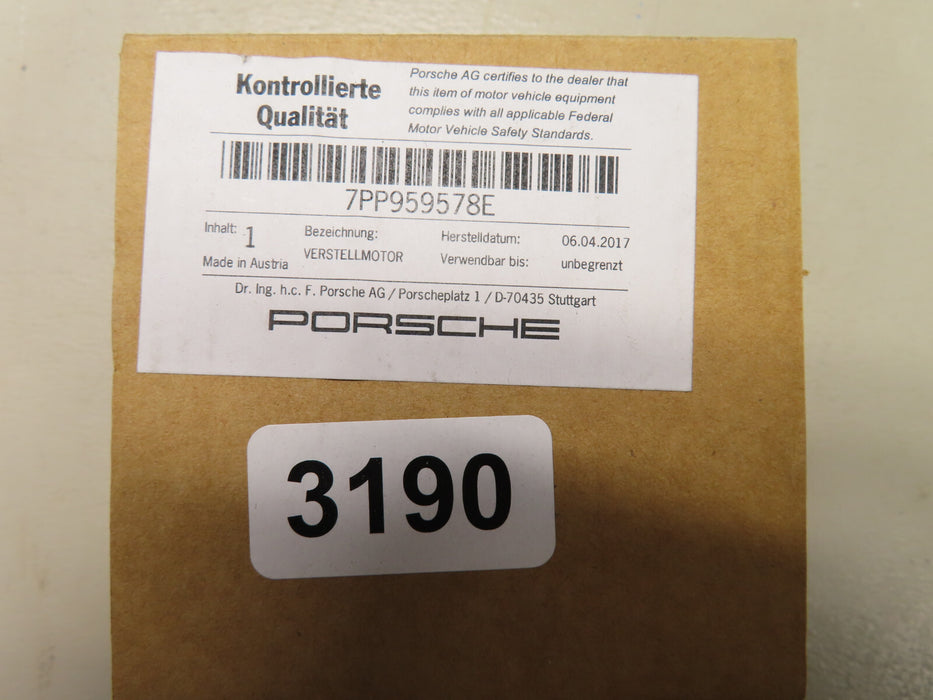 Kontrollierte
Qualität
Porsche AG certifies to the dealer that
this item of motor vehicle equipment
complies with all applicable Federal
Motor Vehicle Safety Standards.
7PP959578E
Inhalt: 1
Made in Austria
Bezeichnung:
VERSTELLMOTOR
Herstelldatum: 06.04.2017
Verwendbar bis: unbegrenzt
Dr. Ing. h.c. F. Porsche AG / Porscheplatz 1 / D-70435 Stuttgart
PORSCHE
3190